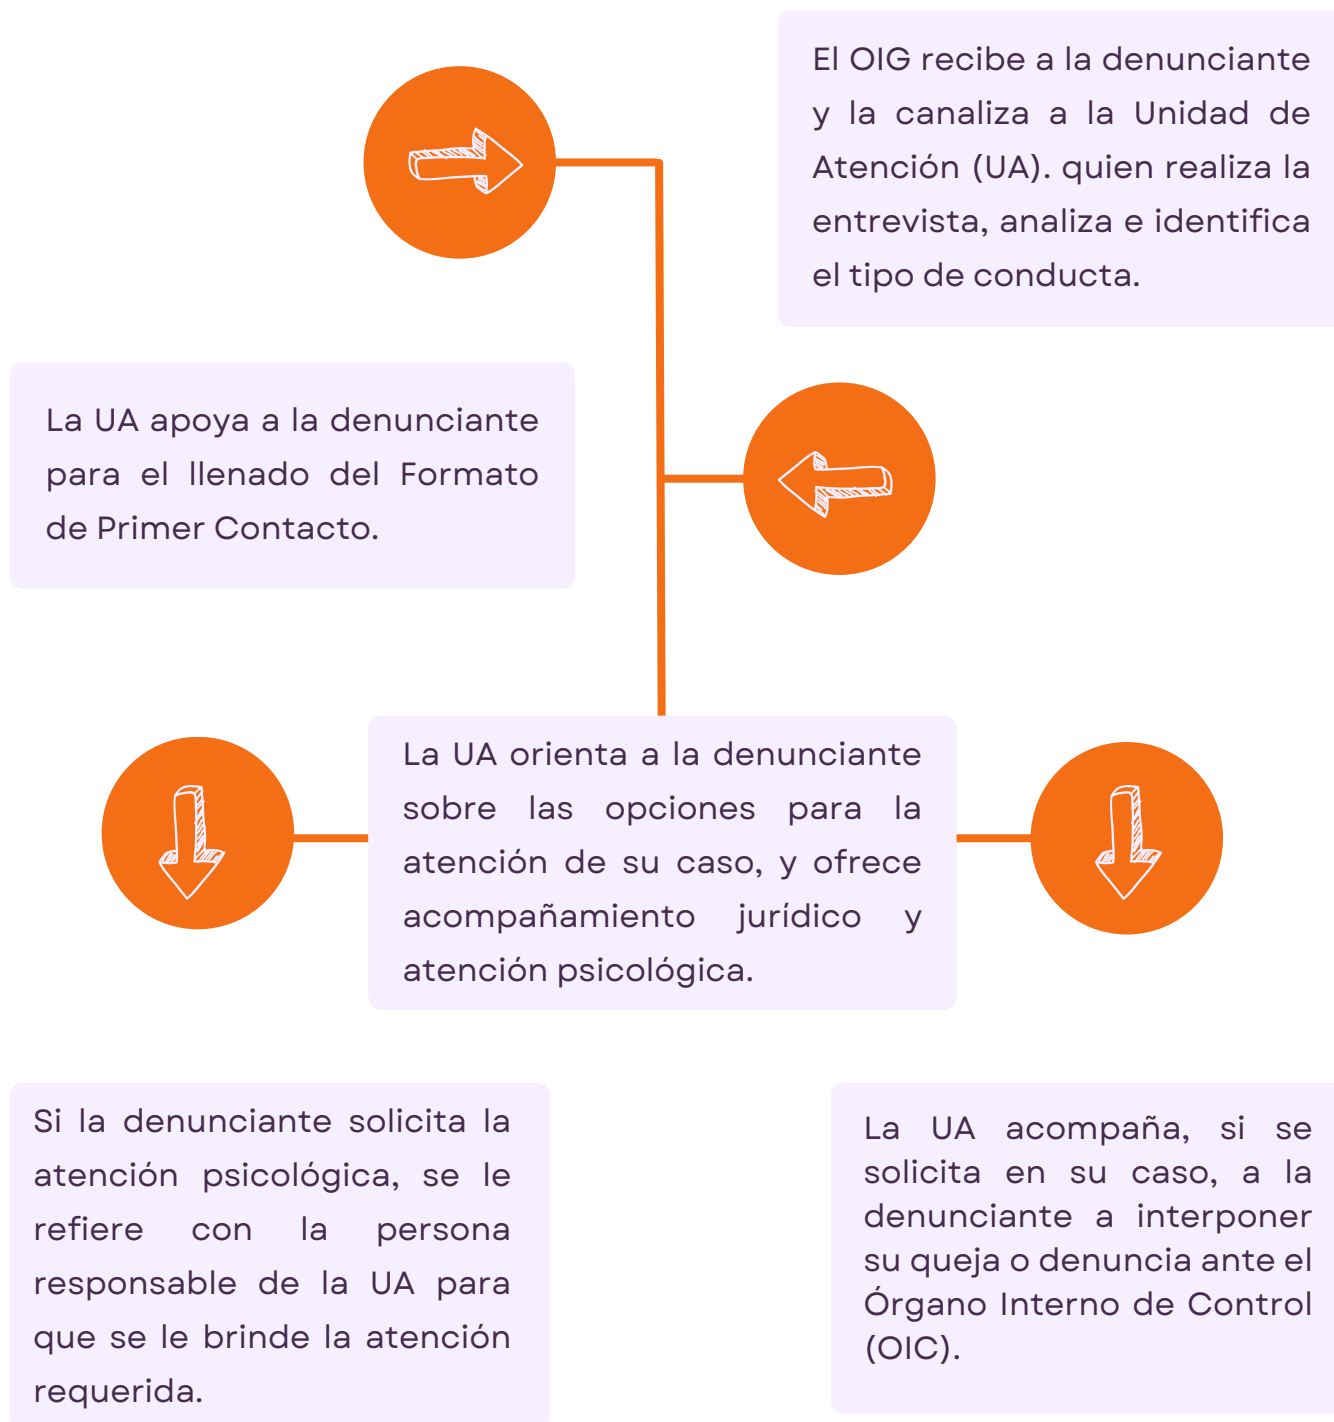 El OIG recibe a la denunciante
y la canaliza a la Unidad de
Atención (UA). quien realiza la
entrevista, analiza e identifica
el tipo de conducta.
La UA apoya a la denunciante
para el llenado del Formato
de Primer Contacto.
La UA orienta a la denunciante
sobre las opciones para la
atención de su caso, y ofrece
acompañamiento jurídico y
atención psicológica.
Si la denunciante solicita la
atención psicológica, se le
refiere con la persona
responsable de la UA para
que se le brinde la atención
requerida.
La UA acompaña, si se
solicita en su caso, a la
denunciante a interponer
su queja o denuncia ante el
Órgano Interno de Control
(OIC).